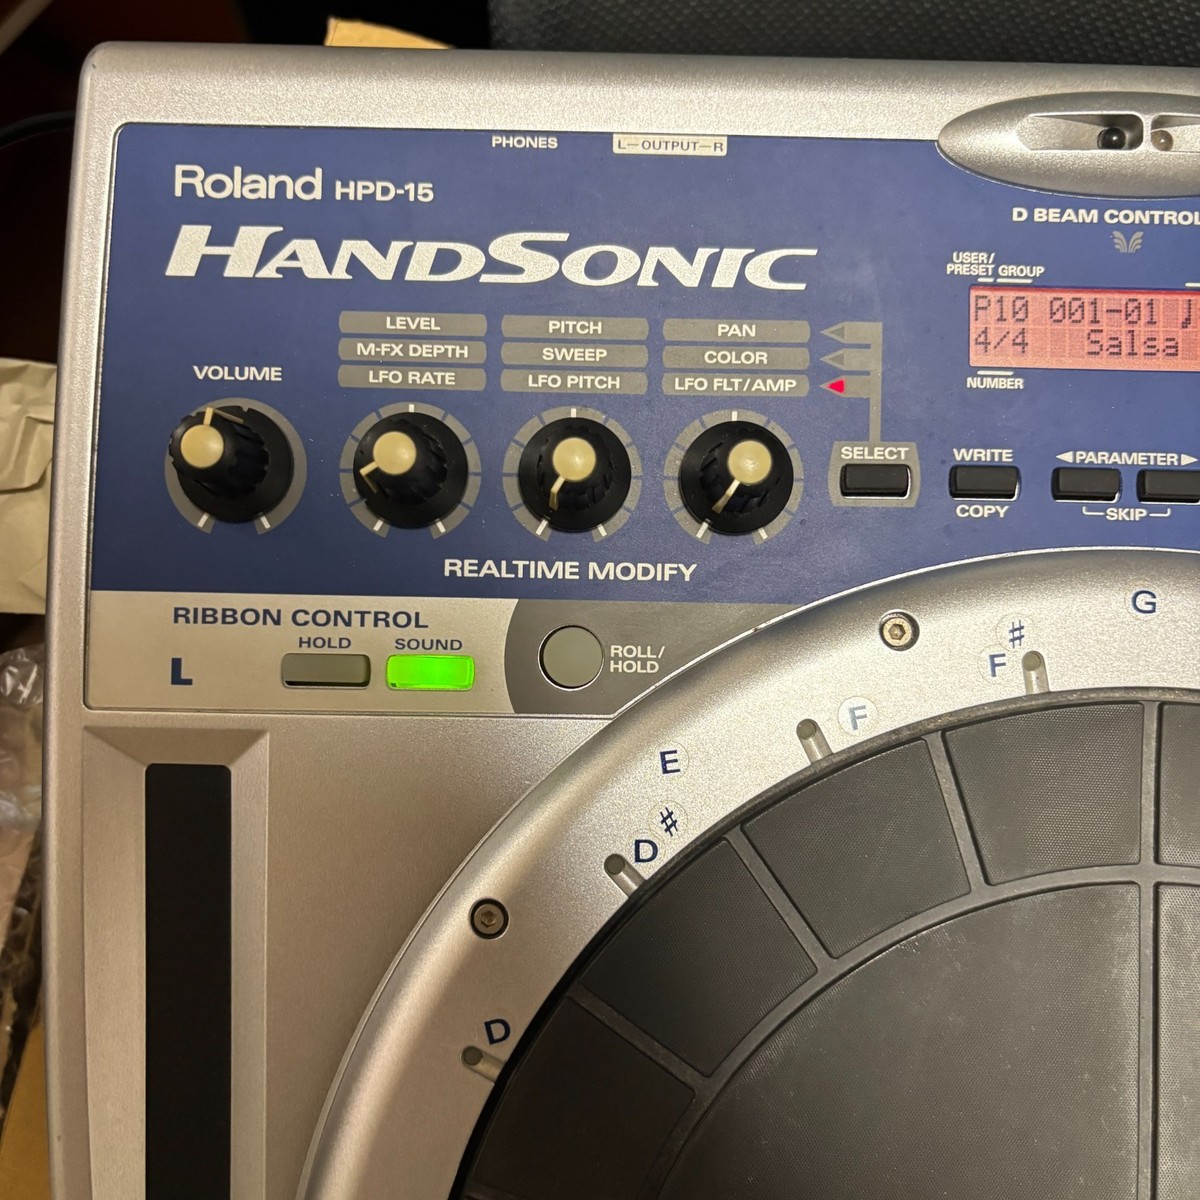 PHONES
L—OUTPUT—R
Roland HPD-15
HANDSONIC
D BEAM CONTROL
USER/
PRESET GROUP
P10 001-01 ♩
4/4 Salsa
NUMBER
LEVEL PITCH PAN
M-FX DEPTH SWEEP COLOR
LFO RATE LFO PITCH LFO FLT/AMP
VOLUME
SELECT
WRITE
COPY
◀PARAMETER▶
SKIP
REALTIME MODIFY
RIBBON CONTROL
HOLD SOUND
L
ROLL/
HOLD
G
F#
F
E
D#
D